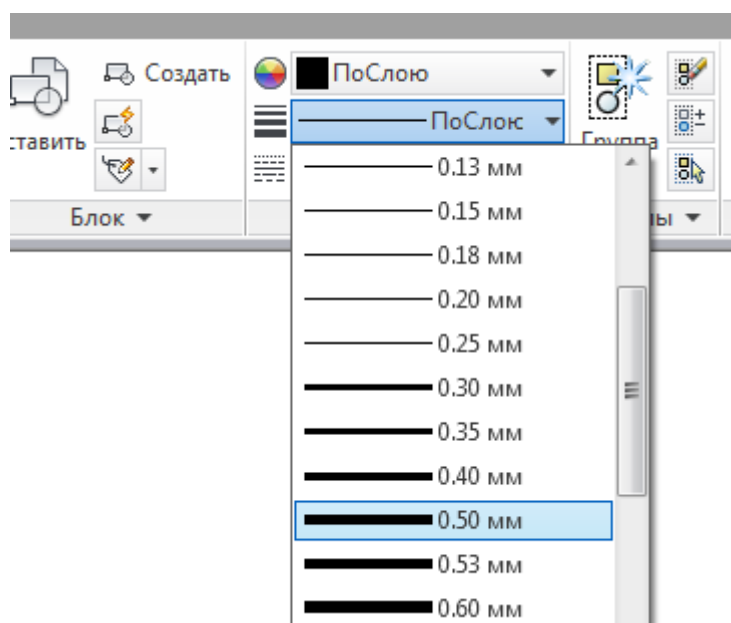 Создать
ПоСлою
ПоСлою
ставить
Группа
0.13 мм
0.15 мм
Блок
лы
0.18 мм
0.20 мм
0.25 мм
0.30 мм
0.35 мм
0.40 мм
0.50 мм
0.53 мм
0.60 мм